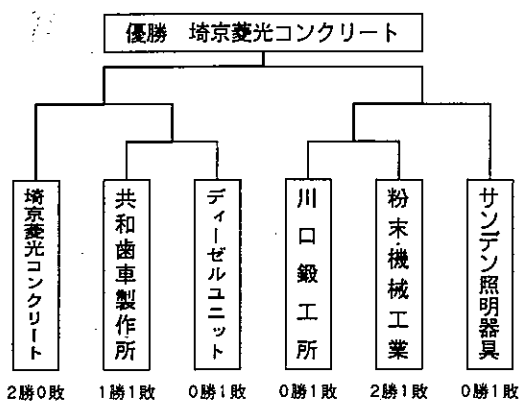 優勝 埼京菱光コンクリート
埼京菱光コンクリート
共和歯車製作所
ディーゼルユニット
川口鍛工所
粉末・機械工業
サンデン照明器具
2勝0敗 1勝1敗 0勝1敗 0勝1敗 2勝1敗 0勝1敗